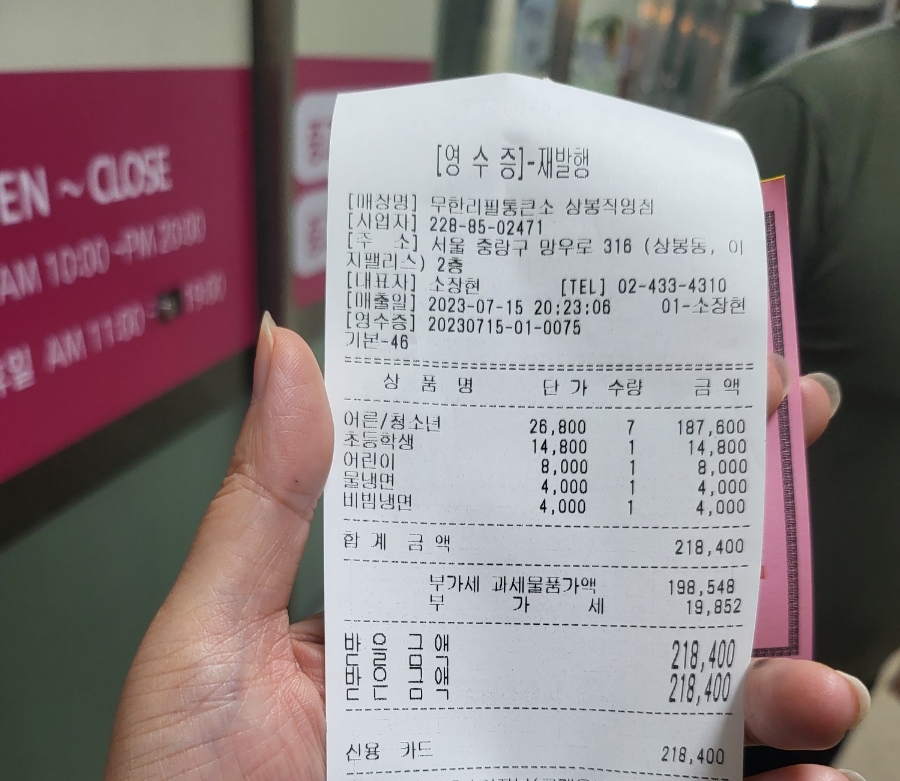 EN ~ CLOSE
AM 10:00 ~PM 20:00
일 AM 11:00 ~ 19:00
[영 수 증]-재발행
[매장명] 무한리필통큰소 상봉직영점
[사업자] 228-85-02471
[주 소] 서울 중랑구 망우로 316 (상봉동, 이
지팰리스) 2층
[대표자] 소장현 [TEL] 02-433-4310
[매출일] 2023-07-15 20:23:06 01-소장현
[영수증] 20230715-01-0075
기본-46
상 품 명 단 가 수량 금 액
어른/청소년 26,800 7 187,600
초등학생 14,800 1 14,800
어린이 8,000 1 8,000
물냉면 4,000 1 4,000
비빔냉면 4,000 1 4,000
합 계 금 액 218,400
부가세 과세물품가액 198,548
부 가 세 19,852
받 을 금 액 218,400
받 은 금 액 218,400
신용 카드 218,400